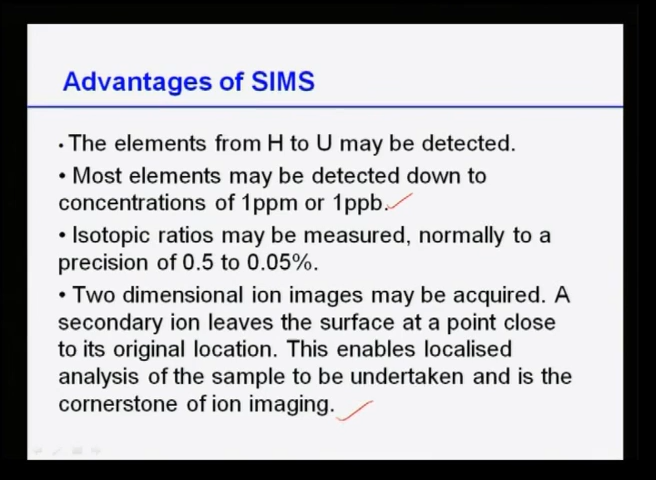 Advantages of SIMS
• The elements from H to U may be detected.
• Most elements may be detected down to
concentrations of 1ppm or 1ppb.
• Isotopic ratios may be measured, normally to a
precision of 0.5 to 0.05%.
• Two dimensional ion images may be acquired. A
secondary ion leaves the surface at a point close
to its original location. This enables localised
analysis of the sample to be undertaken and is the
cornerstone of ion imaging.